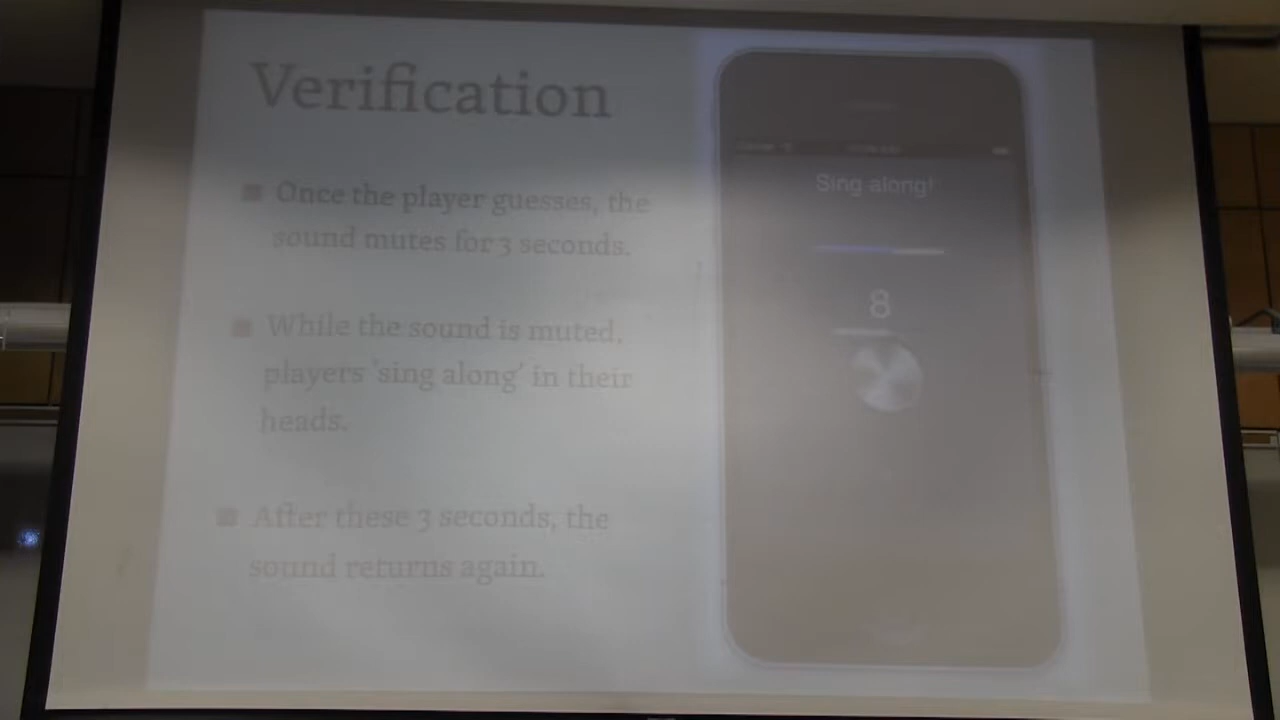 Verification
Once the player guesses, the
sound mutes for 3 seconds.
While the sound is muted,
players 'sing along' in their
heads.
After these 3 seconds, the
sound returns again.
Sing along!
8